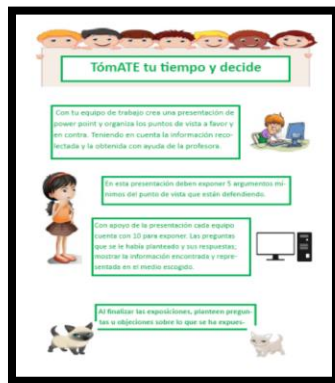 TómATE tu tiempo y decide
Con tu equipo de trabajo crea una presentación de
power point y organiza los puntos de vista a favor y
en contra. Teniendo en cuenta la información reco-
lectada y la obtenida con ayuda de la profesora.
En esta presentación deben exponer 5 argumentos mí-
nimos del punto de vista que están defendiendo.
Con apoyo de la presentación cada equipo
cuenta con 10 para exponer. Las preguntas
que se le había planteado y sus respuestas,
mostrar la información encontrada y repre-
sentada en el medio escogido.
Al finalizar las exposiciones, planteen pregun-
tas u objeciones sobre lo que se ha expues-